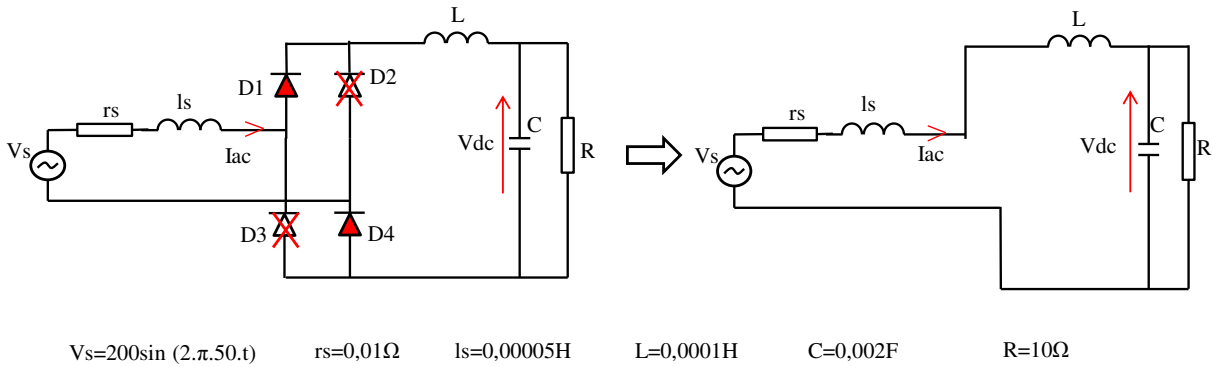 L
D1
D2
ls
rs
Iac
Vs
Vdc
C
R
D3
D4
L
ls
rs
Iac
Vs
Vdc
C
R
Vs=200sin (2.π.50.t) rs=0,01Ω ls=0,00005H L=0,0001H C=0,002F R=10Ω